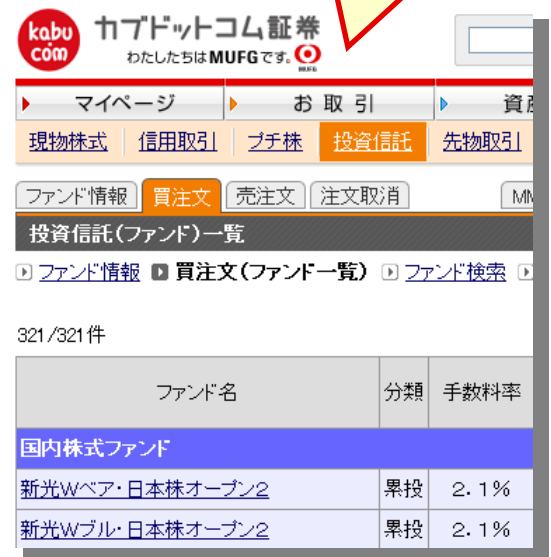 kabu
.com
カブドットコム証券
わたしたちはMUFGです。
MUFG
マイページ お取引 資産
現物株式 信用取引 プチ株 投資信託 先物取引
ファンド情報 買注文 売注文 注文取消 MM
投資信託(ファンド)一覧
ファンド情報 買注文(ファンド一覧) ファンド検索
321/321件
ファンド名 分類 手数料率
国内株式ファンド
新光Wベア・日本株オープン2 累投 2.1%
新光Wブル・日本株オープン2 累投 2.1%